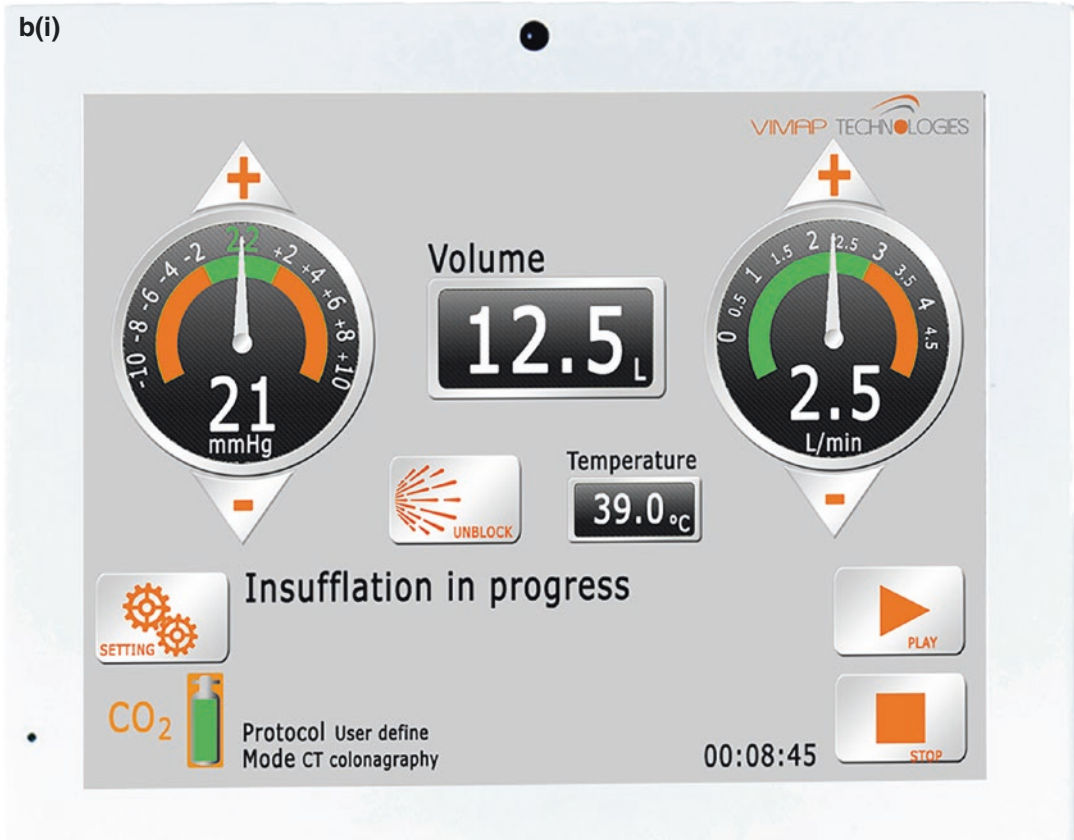 b(i)
VIMAP TECHNOLOGIES
+
+
-10 -8 -6 -4 -2 22 +2 +4 +6 +8 +10
21
mmHg
-
Volume
12.5 L
0 0.5 1 1.5 2 2.5 3 3.5 4 4.5
2.5
L/min
-
UNBLOCK
Temperature
39.0 °C
Insufflation in progress
SETTING
PLAY
CO2
Protocol User define
Mode CT colonagraphy
00:08:45
STOP